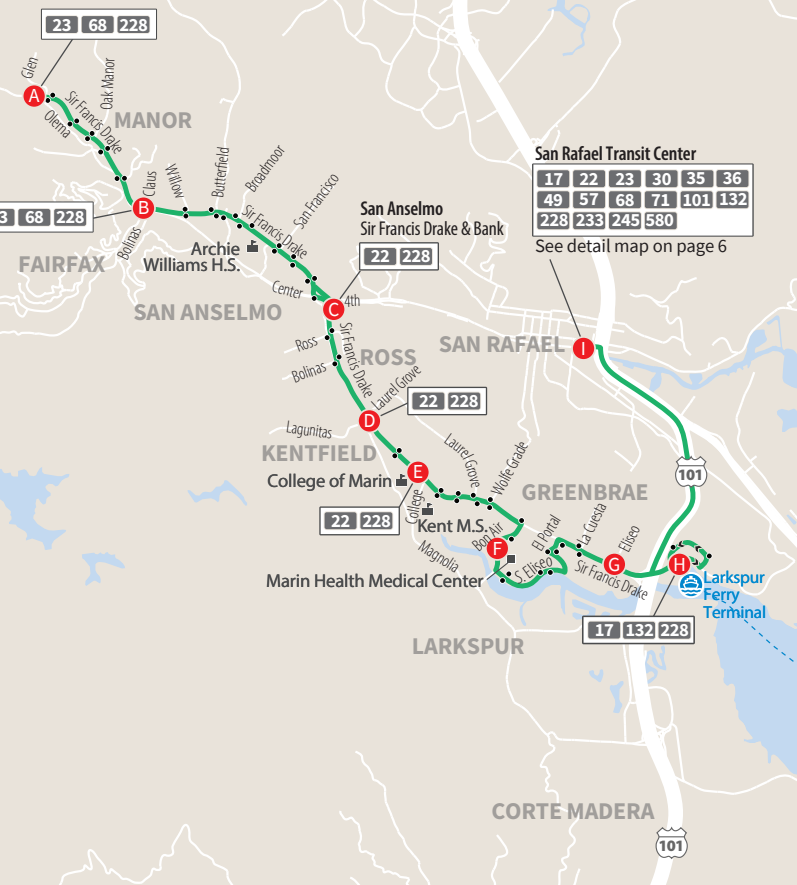 23 68 228
Glen
A
Sir Francis Drake
Oak Manor
Olema
MANOR
San Rafael Transit Center
17 22 23 30 35 36
49 57 68 71 101 132
228 233 245 580
See detail map on page 6
3 68 228
B
Claus
Willow
Butterfield
Broadmoor
San Francisco
Sir Francis Drake
Bolinas
FAIRFAX
Archie
Williams H.S.
San Anselmo
Sir Francis Drake & Bank
22 228
Center
SAN ANSELMO
C
4th
Ross
Sir Francis Drake
ROSS
Bolinas
SAN RAFAEL
I
Laurel Grove
22 228
D
Lagunitas
KENTFIELD
College of Marin
E
Laurel Grove
Wolfe Grade
101
GREENBRAE
22 228
College
Kent M.S.
Bon Air
F
El Portal
La Cuesta
Eliseo
Magnolia
S. Eliseo
G
Sir Francis Drake
H
Marin Health Medical Center
Larkspur
Ferry
Terminal
17 132 228
LARKSPUR
CORTE MADERA
101